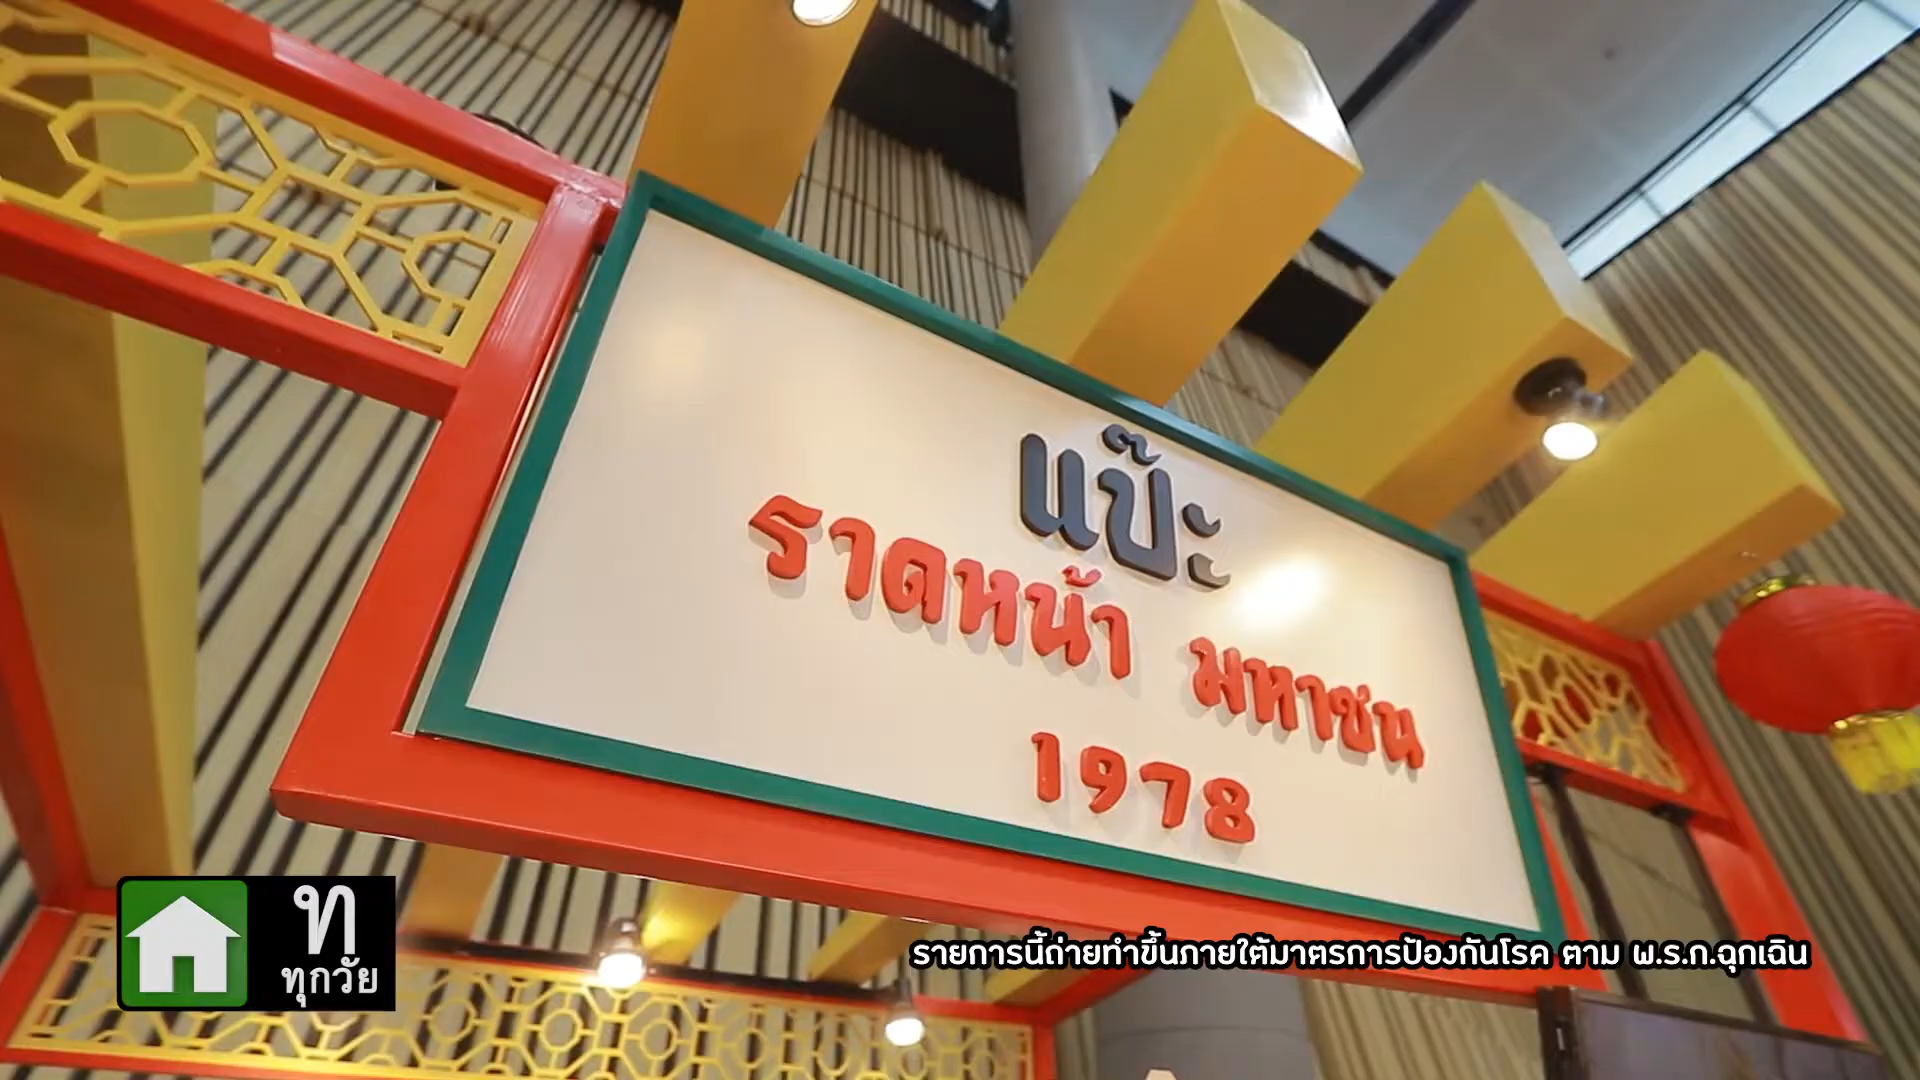 แป๊ะ
ราดหน้า มหาชน
1978
ท
ทุกวัย
รายการนี้ถ่ายทำขึ้นภายใต้มาตรการป้องกันโรค ตาม พ.ร.ก.ฉุกเฉิน